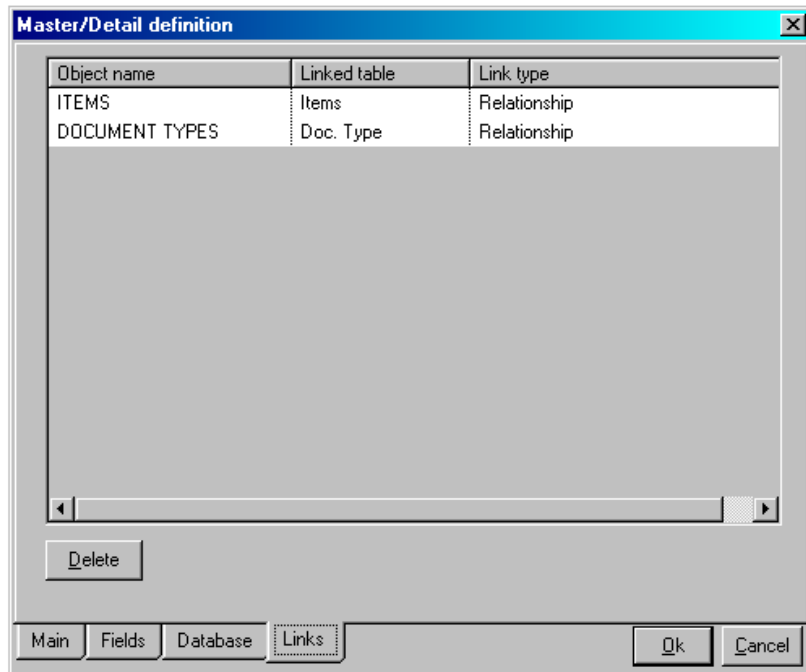 Master/Detail definition
Object name Linked table Link type
ITEMS Items Relationship
DOCUMENT TYPES Doc. Type Relationship
Delete
Main Fields Database Links Ok Cancel